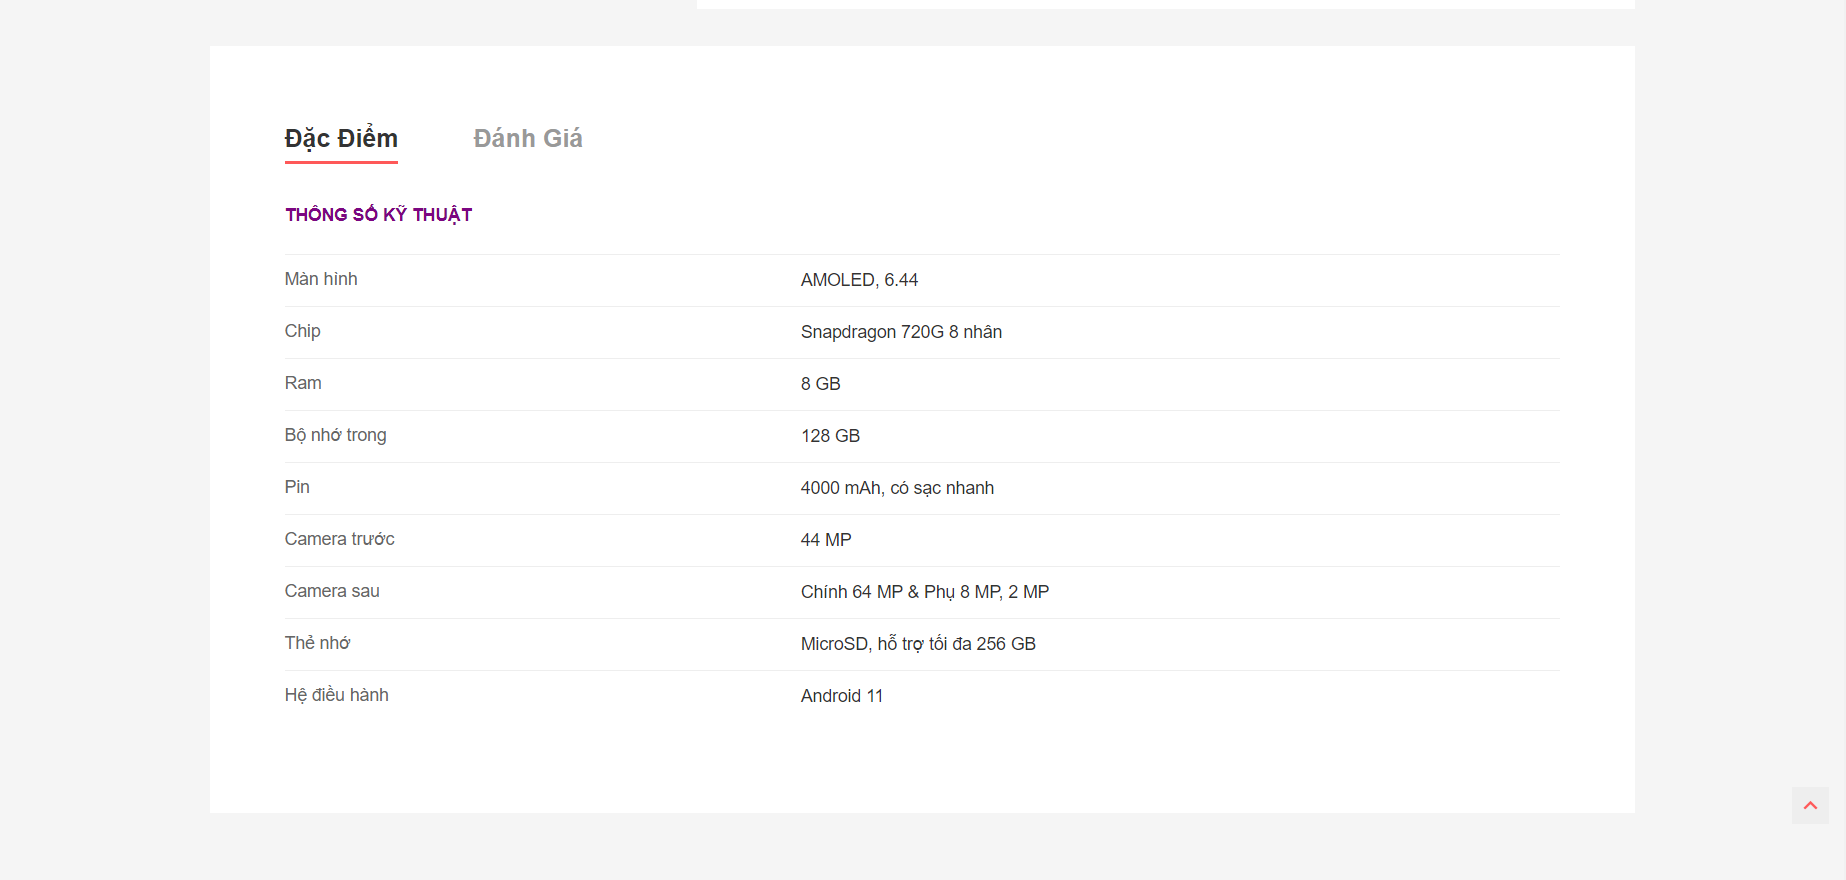 Đặc Điểm Đánh Giá
THÔNG SỐ KỸ THUẬT
Màn hình AMOLED, 6.44
Chip Snapdragon 720G 8 nhân
Ram 8 GB
Bộ nhớ trong 128 GB
Pin 4000 mAh, có sạc nhanh
Camera trước 44 MP
Camera sau Chính 64 MP & Phụ 8 MP, 2 MP
Thẻ nhớ MicroSD, hỗ trợ tối đa 256 GB
Hệ điều hành Android 11